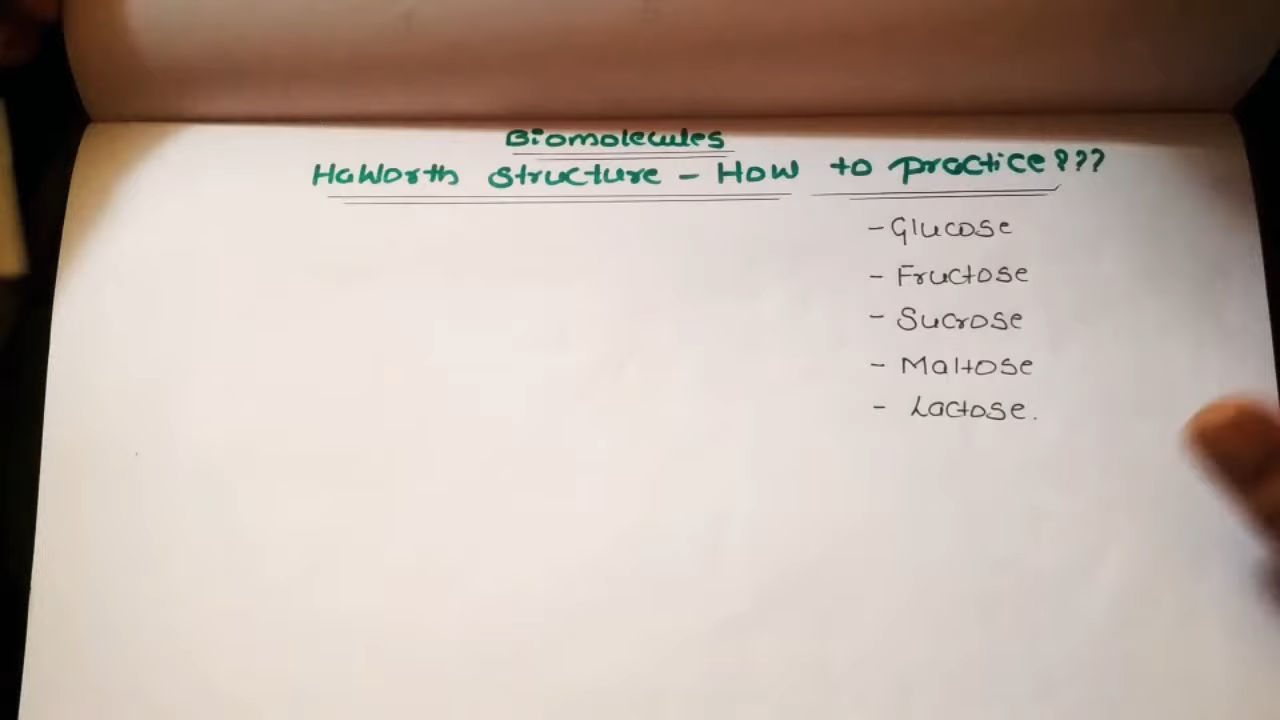 Biomolecules
HaWorth structure - How to practice???
- Glucose
- Fructose
- Sucrose
- Maltose
- Lactose.